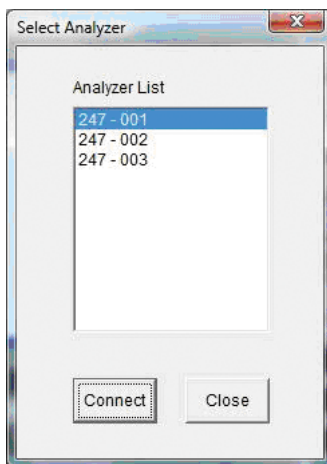 Select Analyzer
Analyzer List
247 - 001
247 - 002
247 - 003
Connect
Close